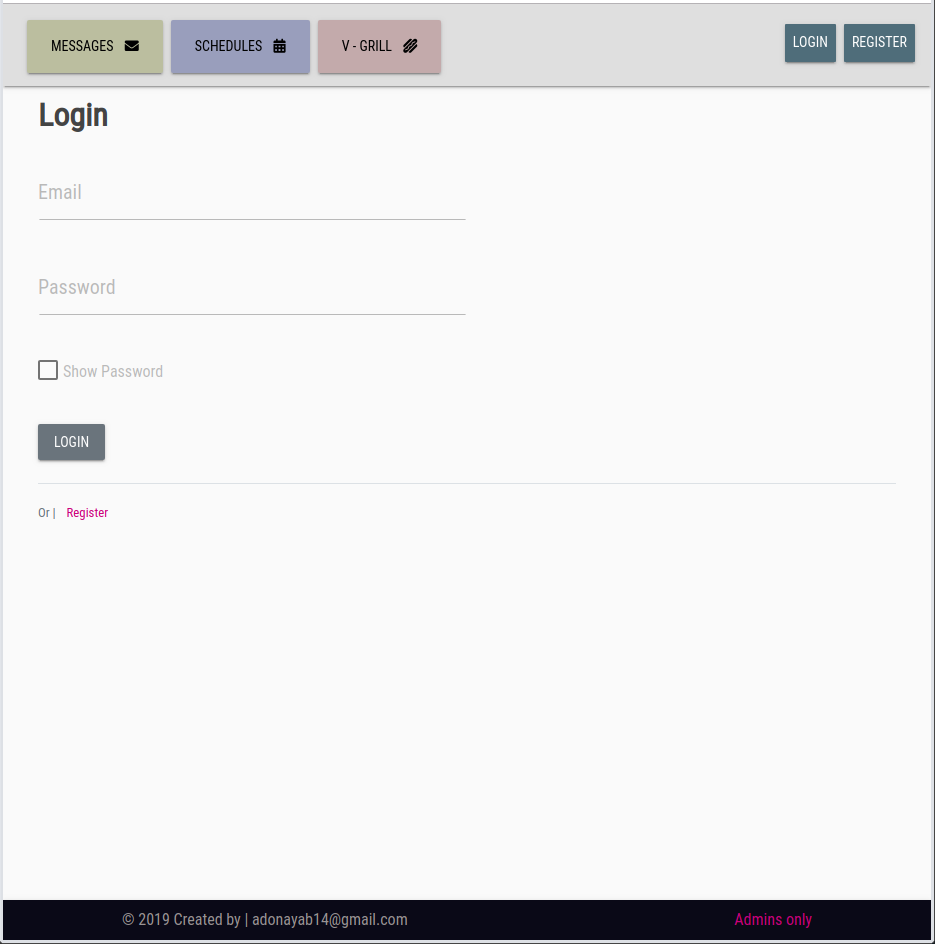 MESSAGES SCHEDULES V - GRILL LOGIN REGISTER
Login
Email
Password
Show Password
LOGIN
Or | Register
© 2019 Created by | adonayab14@gmail.com Admins only